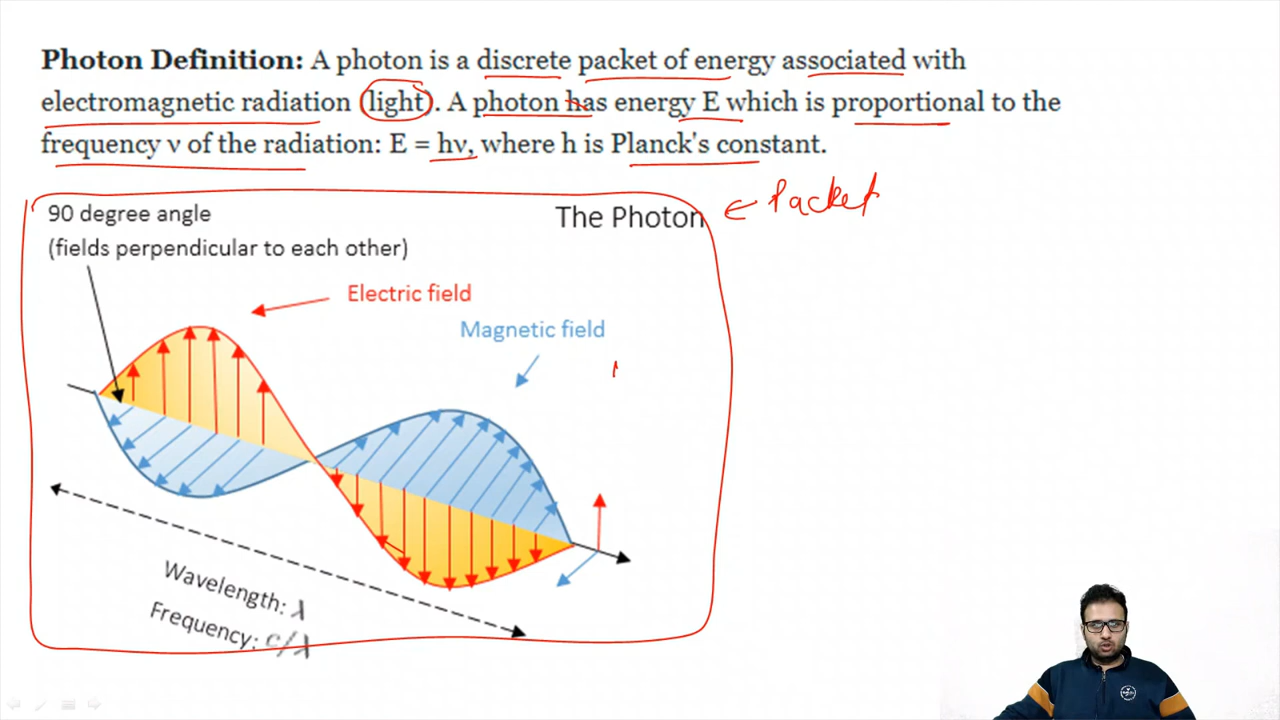 Photon Definition: A photon is a discrete packet of energy associated with
electromagnetic radiation (light). A photon has energy E which is proportional to the
frequency ν of the radiation: E = hν, where h is Planck's constant.
90 degree angle
(fields perpendicular to each other)
The Photon
← Packet
Electric field
Magnetic field
Wavelength: λ
Frequency: c/λ